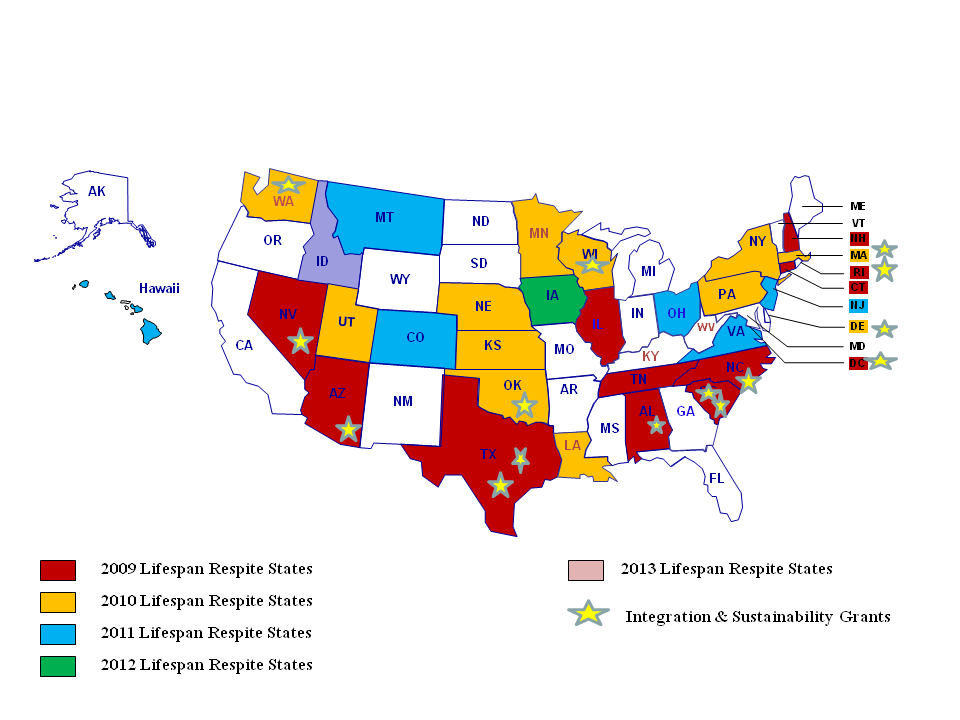 AK
WA
MT
ND
MN
ME
VT
OR
ID
SD
WI
MI
NY
NH
MA
RI
CT
Hawaii
WY
NE
IA
PA
NJ
NV
UT
CO
KS
IL
IN
OH
WV
VA
DE
CA
MO
KY
MD
DC
AZ
NM
OK
AR
TN
NC
TX
LA
MS
AL
GA
FL
2009 Lifespan Respite States
2010 Lifespan Respite States
2011 Lifespan Respite States
2012 Lifespan Respite States
2013 Lifespan Respite States
Integration & Sustainability Grants